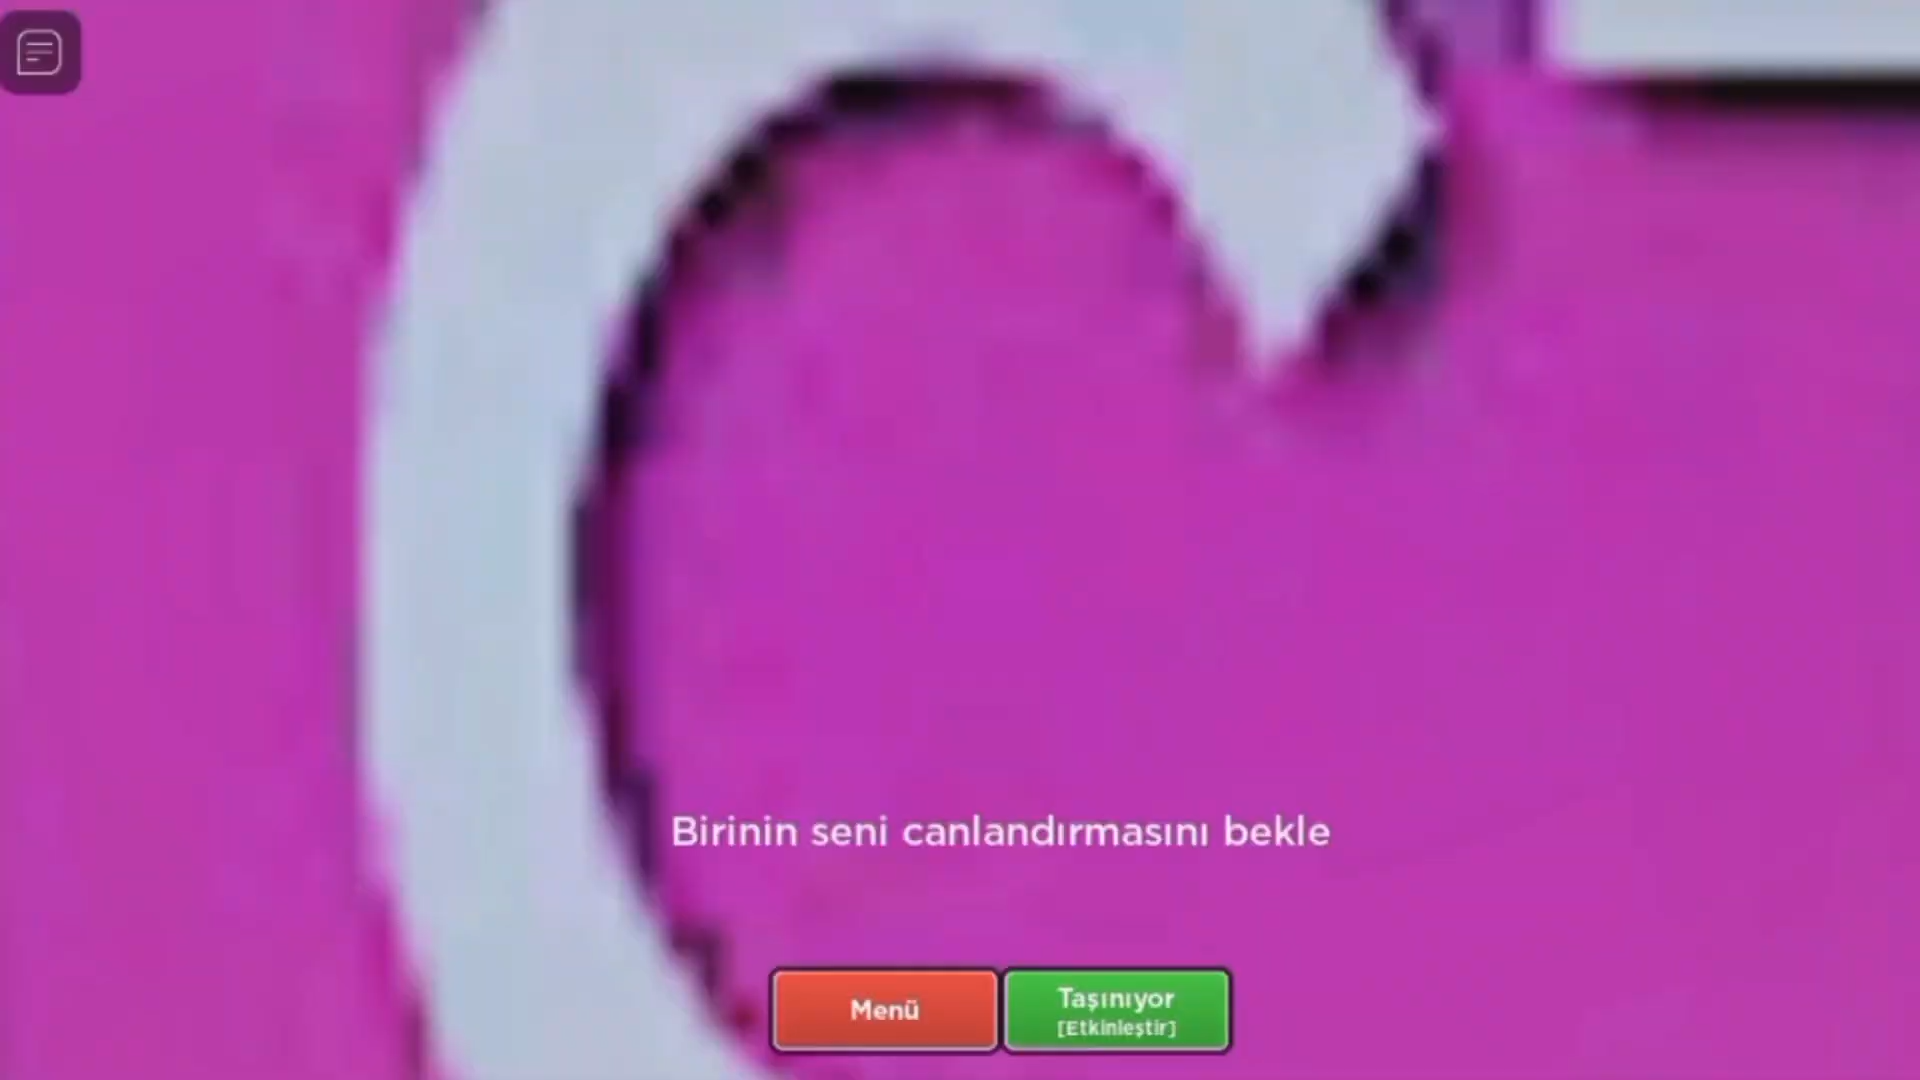 Birinin seni canlandırmasını bekle
Menü
Taşınıyor
[Etkinleştir]